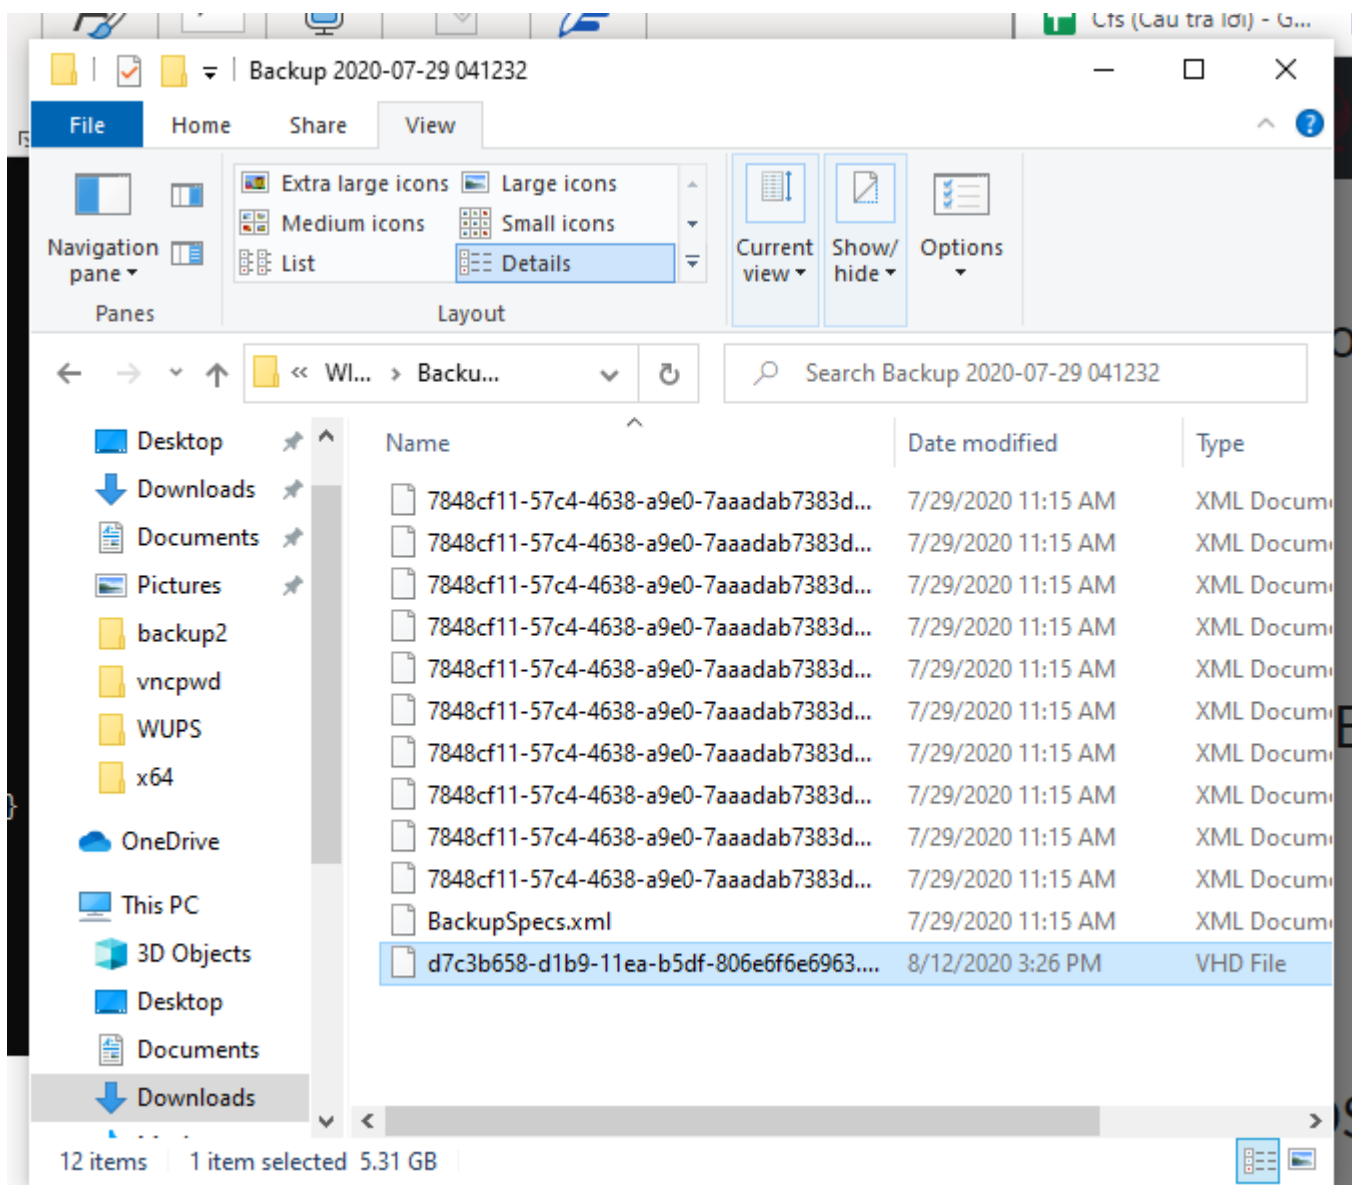 Cfs (Câu trả lời) - G...
Backup 2020-07-29 041232
File Home Share View
Extra large icons Large icons
Medium icons Small icons
List Details
Navigation pane
Current view
Show/ hide
Options
Panes Layout
« WI... > Backu...
Search Backup 2020-07-29 041232
Desktop
Downloads
Documents
Pictures
backup2
vncpwd
WUPS
x64
OneDrive
This PC
3D Objects
Desktop
Documents
Downloads
Name Date modified Type
7848cf11-57c4-4638-a9e0-7aaadab7383d... 7/29/2020 11:15 AM XML Docum
7848cf11-57c4-4638-a9e0-7aaadab7383d... 7/29/2020 11:15 AM XML Docum
7848cf11-57c4-4638-a9e0-7aaadab7383d... 7/29/2020 11:15 AM XML Docum
7848cf11-57c4-4638-a9e0-7aaadab7383d... 7/29/2020 11:15 AM XML Docum
7848cf11-57c4-4638-a9e0-7aaadab7383d... 7/29/2020 11:15 AM XML Docum
7848cf11-57c4-4638-a9e0-7aaadab7383d... 7/29/2020 11:15 AM XML Docum
7848cf11-57c4-4638-a9e0-7aaadab7383d... 7/29/2020 11:15 AM XML Docum
7848cf11-57c4-4638-a9e0-7aaadab7383d... 7/29/2020 11:15 AM XML Docum
7848cf11-57c4-4638-a9e0-7aaadab7383d... 7/29/2020 11:15 AM XML Docum
7848cf11-57c4-4638-a9e0-7aaadab7383d... 7/29/2020 11:15 AM XML Docum
BackupSpecs.xml 7/29/2020 11:15 AM XML Docum
d7c3b658-d1b9-11ea-b5df-806e6f6e6963.... 8/12/2020 3:26 PM VHD File
12 items 1 item selected 5.31 GB